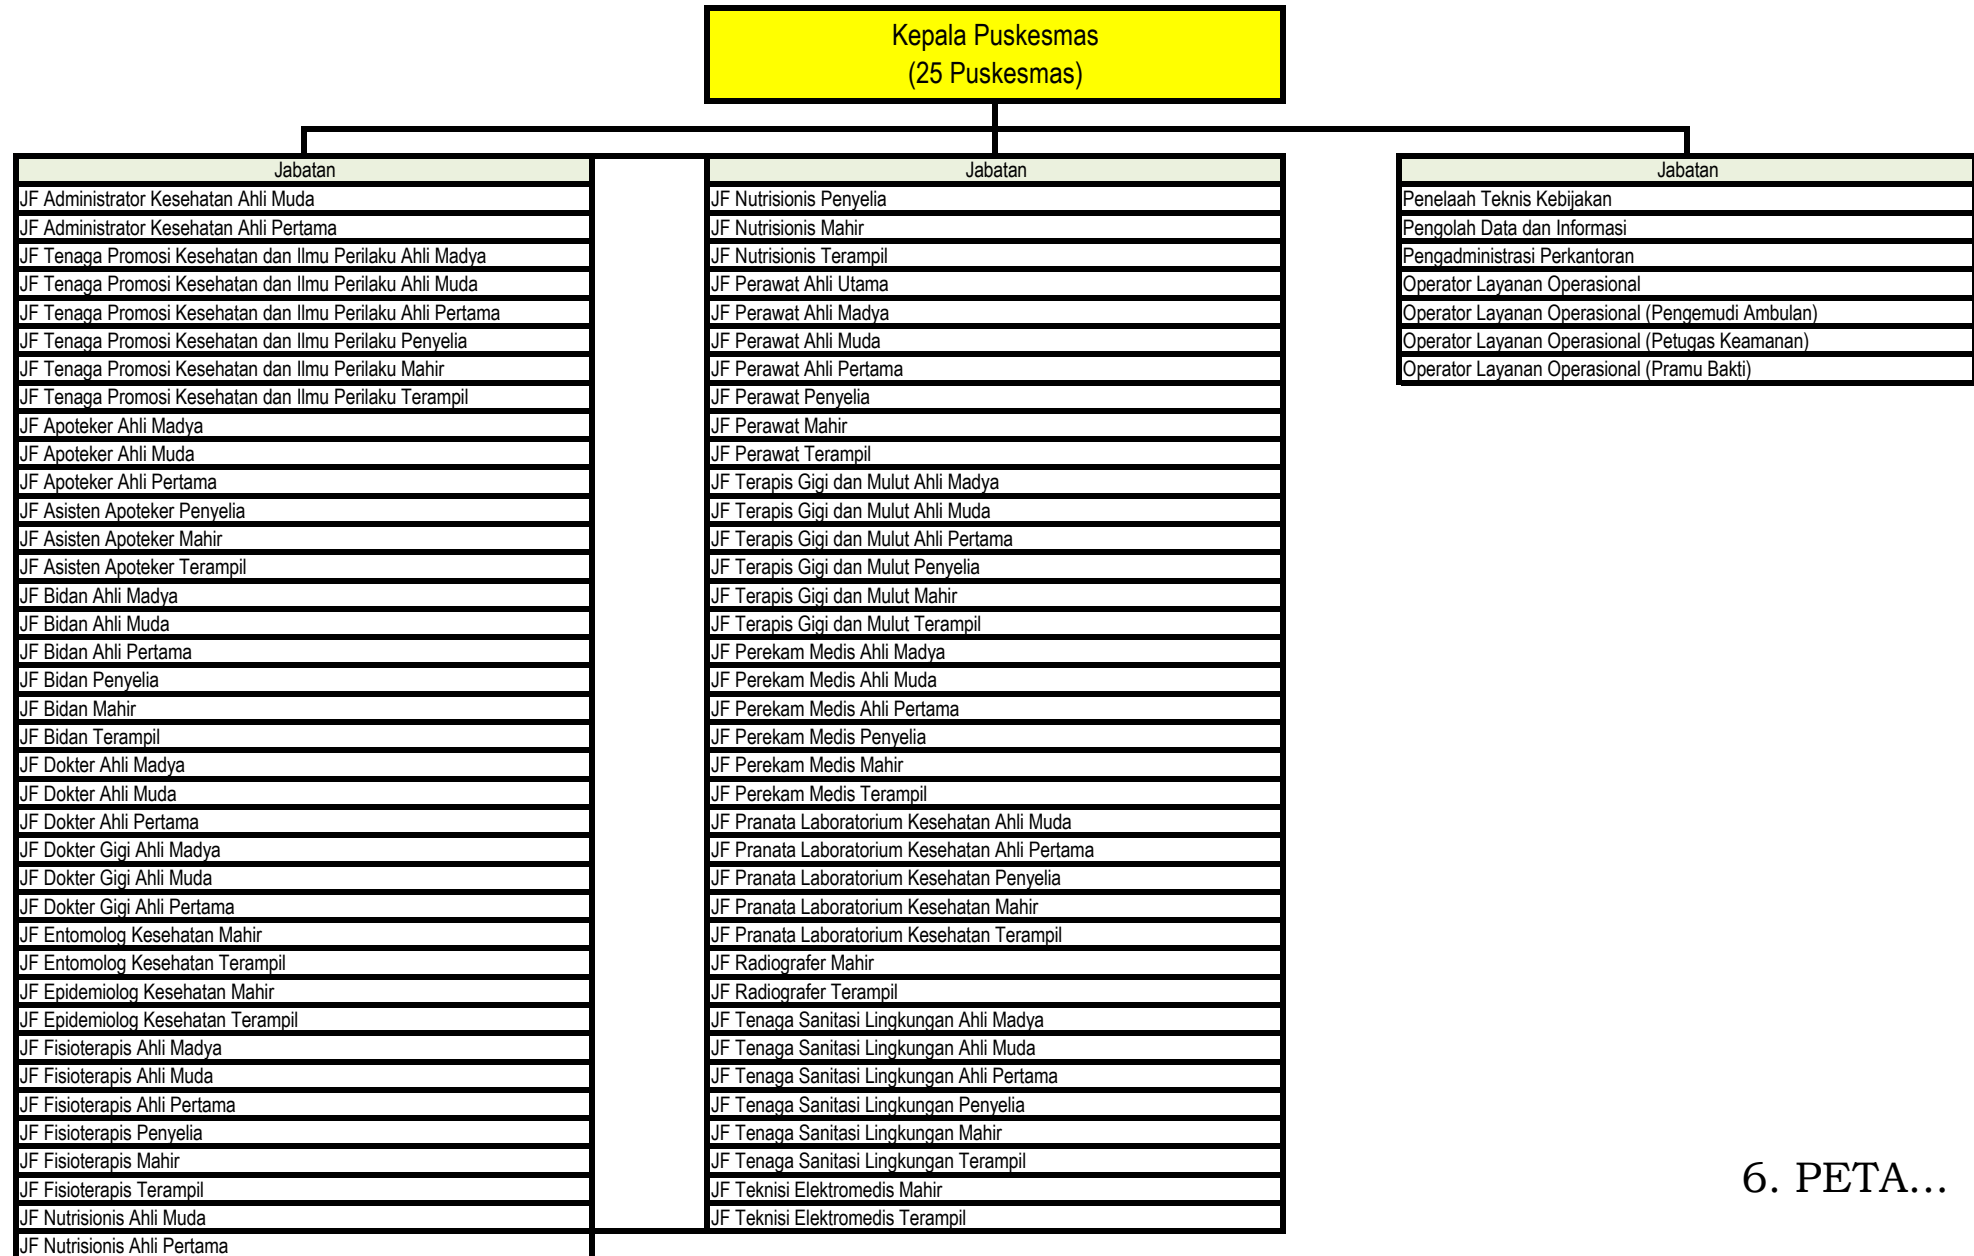 Kepala Puskesmas
(25 Puskesmas)
Jabatan
JF Administrator Kesehatan Ahli Muda
JF Administrator Kesehatan Ahli Pertama
JF Tenaga Promosi Kesehatan dan Ilmu Perilaku Ahli Madya
JF Tenaga Promosi Kesehatan dan Ilmu Perilaku Ahli Muda
JF Tenaga Promosi Kesehatan dan Ilmu Perilaku Ahli Pertama
JF Tenaga Promosi Kesehatan dan Ilmu Perilaku Penyelia
JF Tenaga Promosi Kesehatan dan Ilmu Perilaku Mahir
JF Tenaga Promosi Kesehatan dan Ilmu Perilaku Terampil
JF Apoteker Ahli Madya
JF Apoteker Ahli Muda
JF Apoteker Ahli Pertama
JF Asisten Apoteker Penyelia
JF Asisten Apoteker Mahir
JF Asisten Apoteker Terampil
JF Bidan Ahli Madya
JF Bidan Ahli Muda
JF Bidan Ahli Pertama
JF Bidan Penyelia
JF Bidan Mahir
JF Bidan Terampil
JF Dokter Ahli Madya
JF Dokter Ahli Muda
JF Dokter Ahli Pertama
JF Dokter Gigi Ahli Madya
JF Dokter Gigi Ahli Muda
JF Dokter Gigi Ahli Pertama
JF Entomolog Kesehatan Mahir
JF Entomolog Kesehatan Terampil
JF Epidemiolog Kesehatan Mahir
JF Epidemiolog Kesehatan Terampil
JF Fisioterapis Ahli Madya
JF Fisioterapis Ahli Muda
JF Fisioterapis Ahli Pertama
JF Fisioterapis Penyelia
JF Fisioterapis Mahir
JF Fisioterapis Terampil
JF Nutrisionis Ahli Muda
JF Nutrisionis Ahli Pertama
Jabatan
JF Nutrisionis Penyelia
JF Nutrisionis Mahir
JF Nutrisionis Terampil
JF Perawat Ahli Utama
JF Perawat Ahli Madya
JF Perawat Ahli Muda
JF Perawat Ahli Pertama
JF Perawat Penyelia
JF Perawat Mahir
JF Perawat Terampil
JF Terapis Gigi dan Mulut Ahli Madya
JF Terapis Gigi dan Mulut Ahli Muda
JF Terapis Gigi dan Mulut Ahli Pertama
JF Terapis Gigi dan Mulut Penyelia
JF Terapis Gigi dan Mulut Mahir
JF Terapis Gigi dan Mulut Terampil
JF Perekam Medis Ahli Madya
JF Perekam Medis Ahli Muda
JF Perekam Medis Ahli Pertama
JF Perekam Medis Penyelia
JF Perekam Medis Mahir
JF Perekam Medis Terampil
JF Pranata Laboratorium Kesehatan Ahli Muda
JF Pranata Laboratorium Kesehatan Ahli Pertama
JF Pranata Laboratorium Kesehatan Penyelia
JF Pranata Laboratorium Kesehatan Mahir
JF Pranata Laboratorium Kesehatan Terampil
JF Radiografer Mahir
JF Radiografer Terampil
JF Tenaga Sanitasi Lingkungan Ahli Madya
JF Tenaga Sanitasi Lingkungan Ahli Muda
JF Tenaga Sanitasi Lingkungan Ahli Pertama
JF Tenaga Sanitasi Lingkungan Penyelia
JF Tenaga Sanitasi Lingkungan Mahir
JF Tenaga Sanitasi Lingkungan Terampil
JF Teknisi Elektromedis Mahir
JF Teknisi Elektromedis Terampil
Jabatan
Penelaah Teknis Kebijakan
Pengolah Data dan Informasi
Pengadministrasi Perkantoran
Operator Layanan Operasional
Operator Layanan Operasional (Pengemudi Ambulan)
Operator Layanan Operasional (Petugas Keamanan)
Operator Layanan Operasional (Pramu Bakti)
6. PETA...